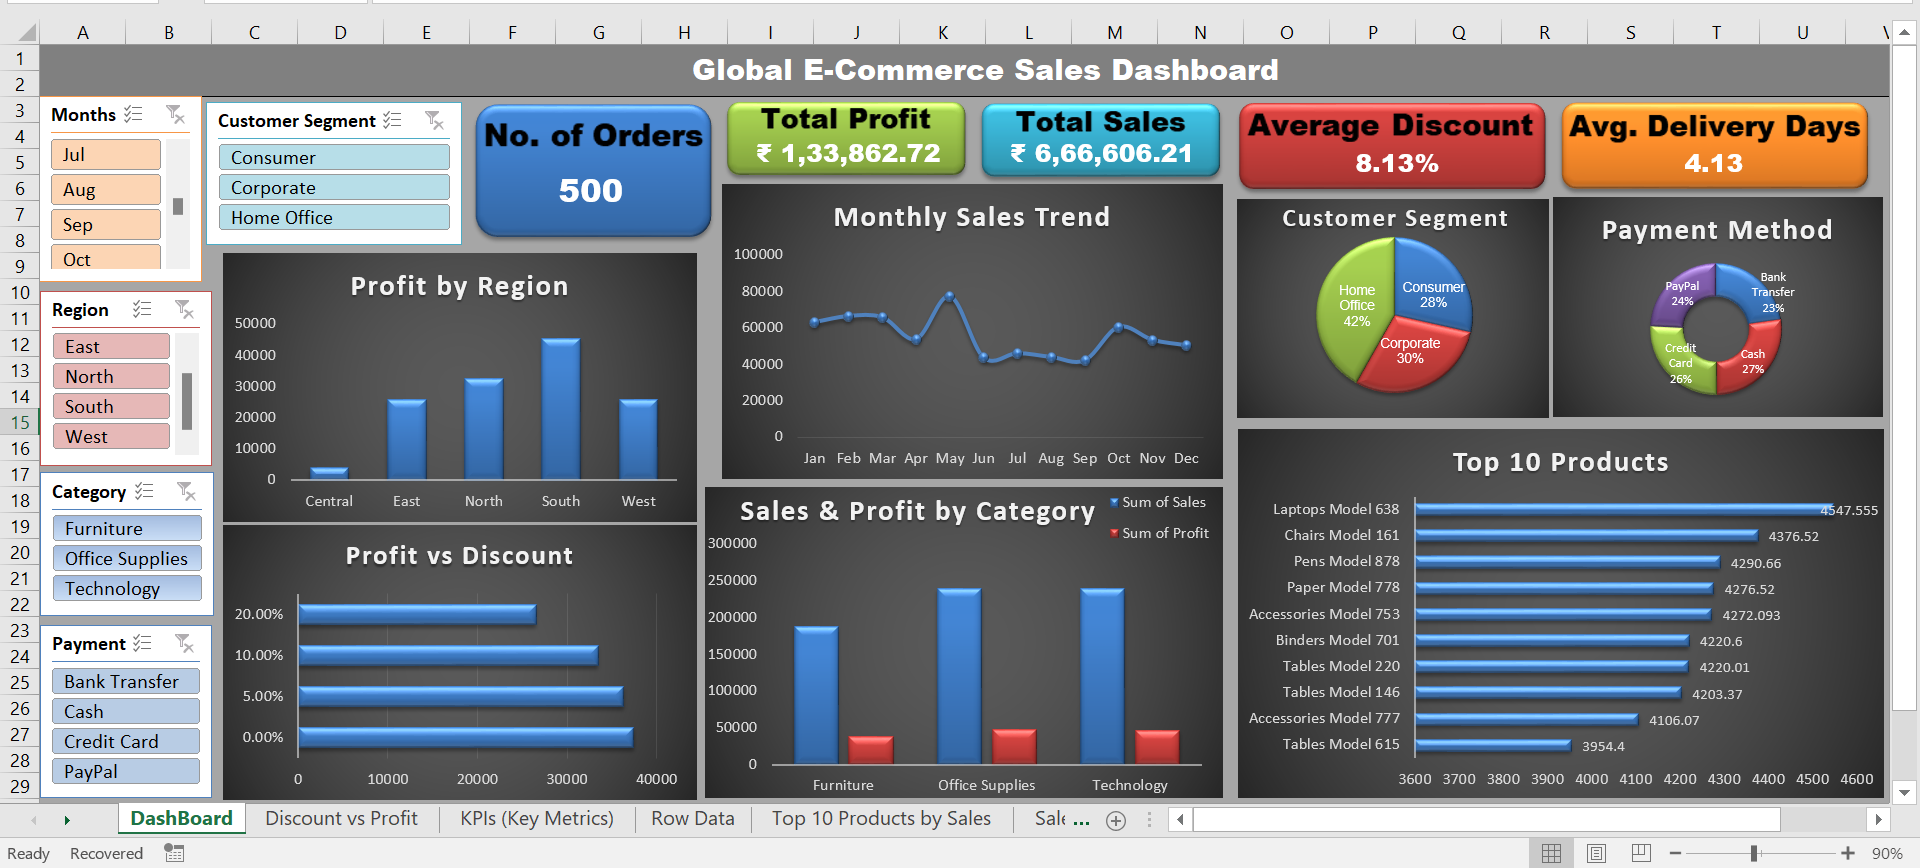 A B C D E F G H I J K L M N O P Q R S T U
1
2
3
4
5
6
7
8
9
10
11
12
13
14
15
16
17
18
19
20
21
22
23
24
25
26
27
28
29
Global E-Commerce Sales Dashboard
Months
Jul
Aug
Sep
Oct
Customer Segment
Consumer
Corporate
Home Office
No. of Orders
500
Total Profit
₹ 1,33,862.72
Total Sales
₹ 6,66,606.21
Average Discount
8.13%
Avg. Delivery Days
4.13
Region
East
North
South
West
Category
Furniture
Office Supplies
Technology
Payment
Bank Transfer
Cash
Credit Card
PayPal
Profit by Region
50000
40000
30000
20000
10000
0
Central East North South West
Profit vs Discount
20.00%
10.00%
5.00%
0.00%
0 10000 20000 30000 40000
Monthly Sales Trend
100000
80000
60000
40000
20000
0
Jan Feb Mar Apr May Jun Jul Aug Sep Oct Nov Dec
Sales & Profit by Category
Sum of Sales
Sum of Profit
300000
250000
200000
150000
100000
50000
0
Furniture Office Supplies Technology
Customer Segment
Home
Office
42%
Consumer
28%
Corporate
30%
Payment Method
Bank
Transfer
23%
PayPal
24%
Credit
Card
26%
Cash
27%
Top 10 Products
Laptops Model 638 4547.555
Chairs Model 161 4376.52
Pens Model 878 4290.66
Paper Model 778 4276.52
Accessories Model 753 4272.093
Binders Model 701 4220.6
Tables Model 220 4220.01
Tables Model 146 4203.37
Accessories Model 777 4106.07
Tables Model 615 3954.4
3600 3700 3800 3900 4000 4100 4200 4300 4400 4500 4600
DashBoard Discount vs Profit KPIs (Key Metrics) Row Data Top 10 Products by Sales Sale ...
Ready Recovered 90%